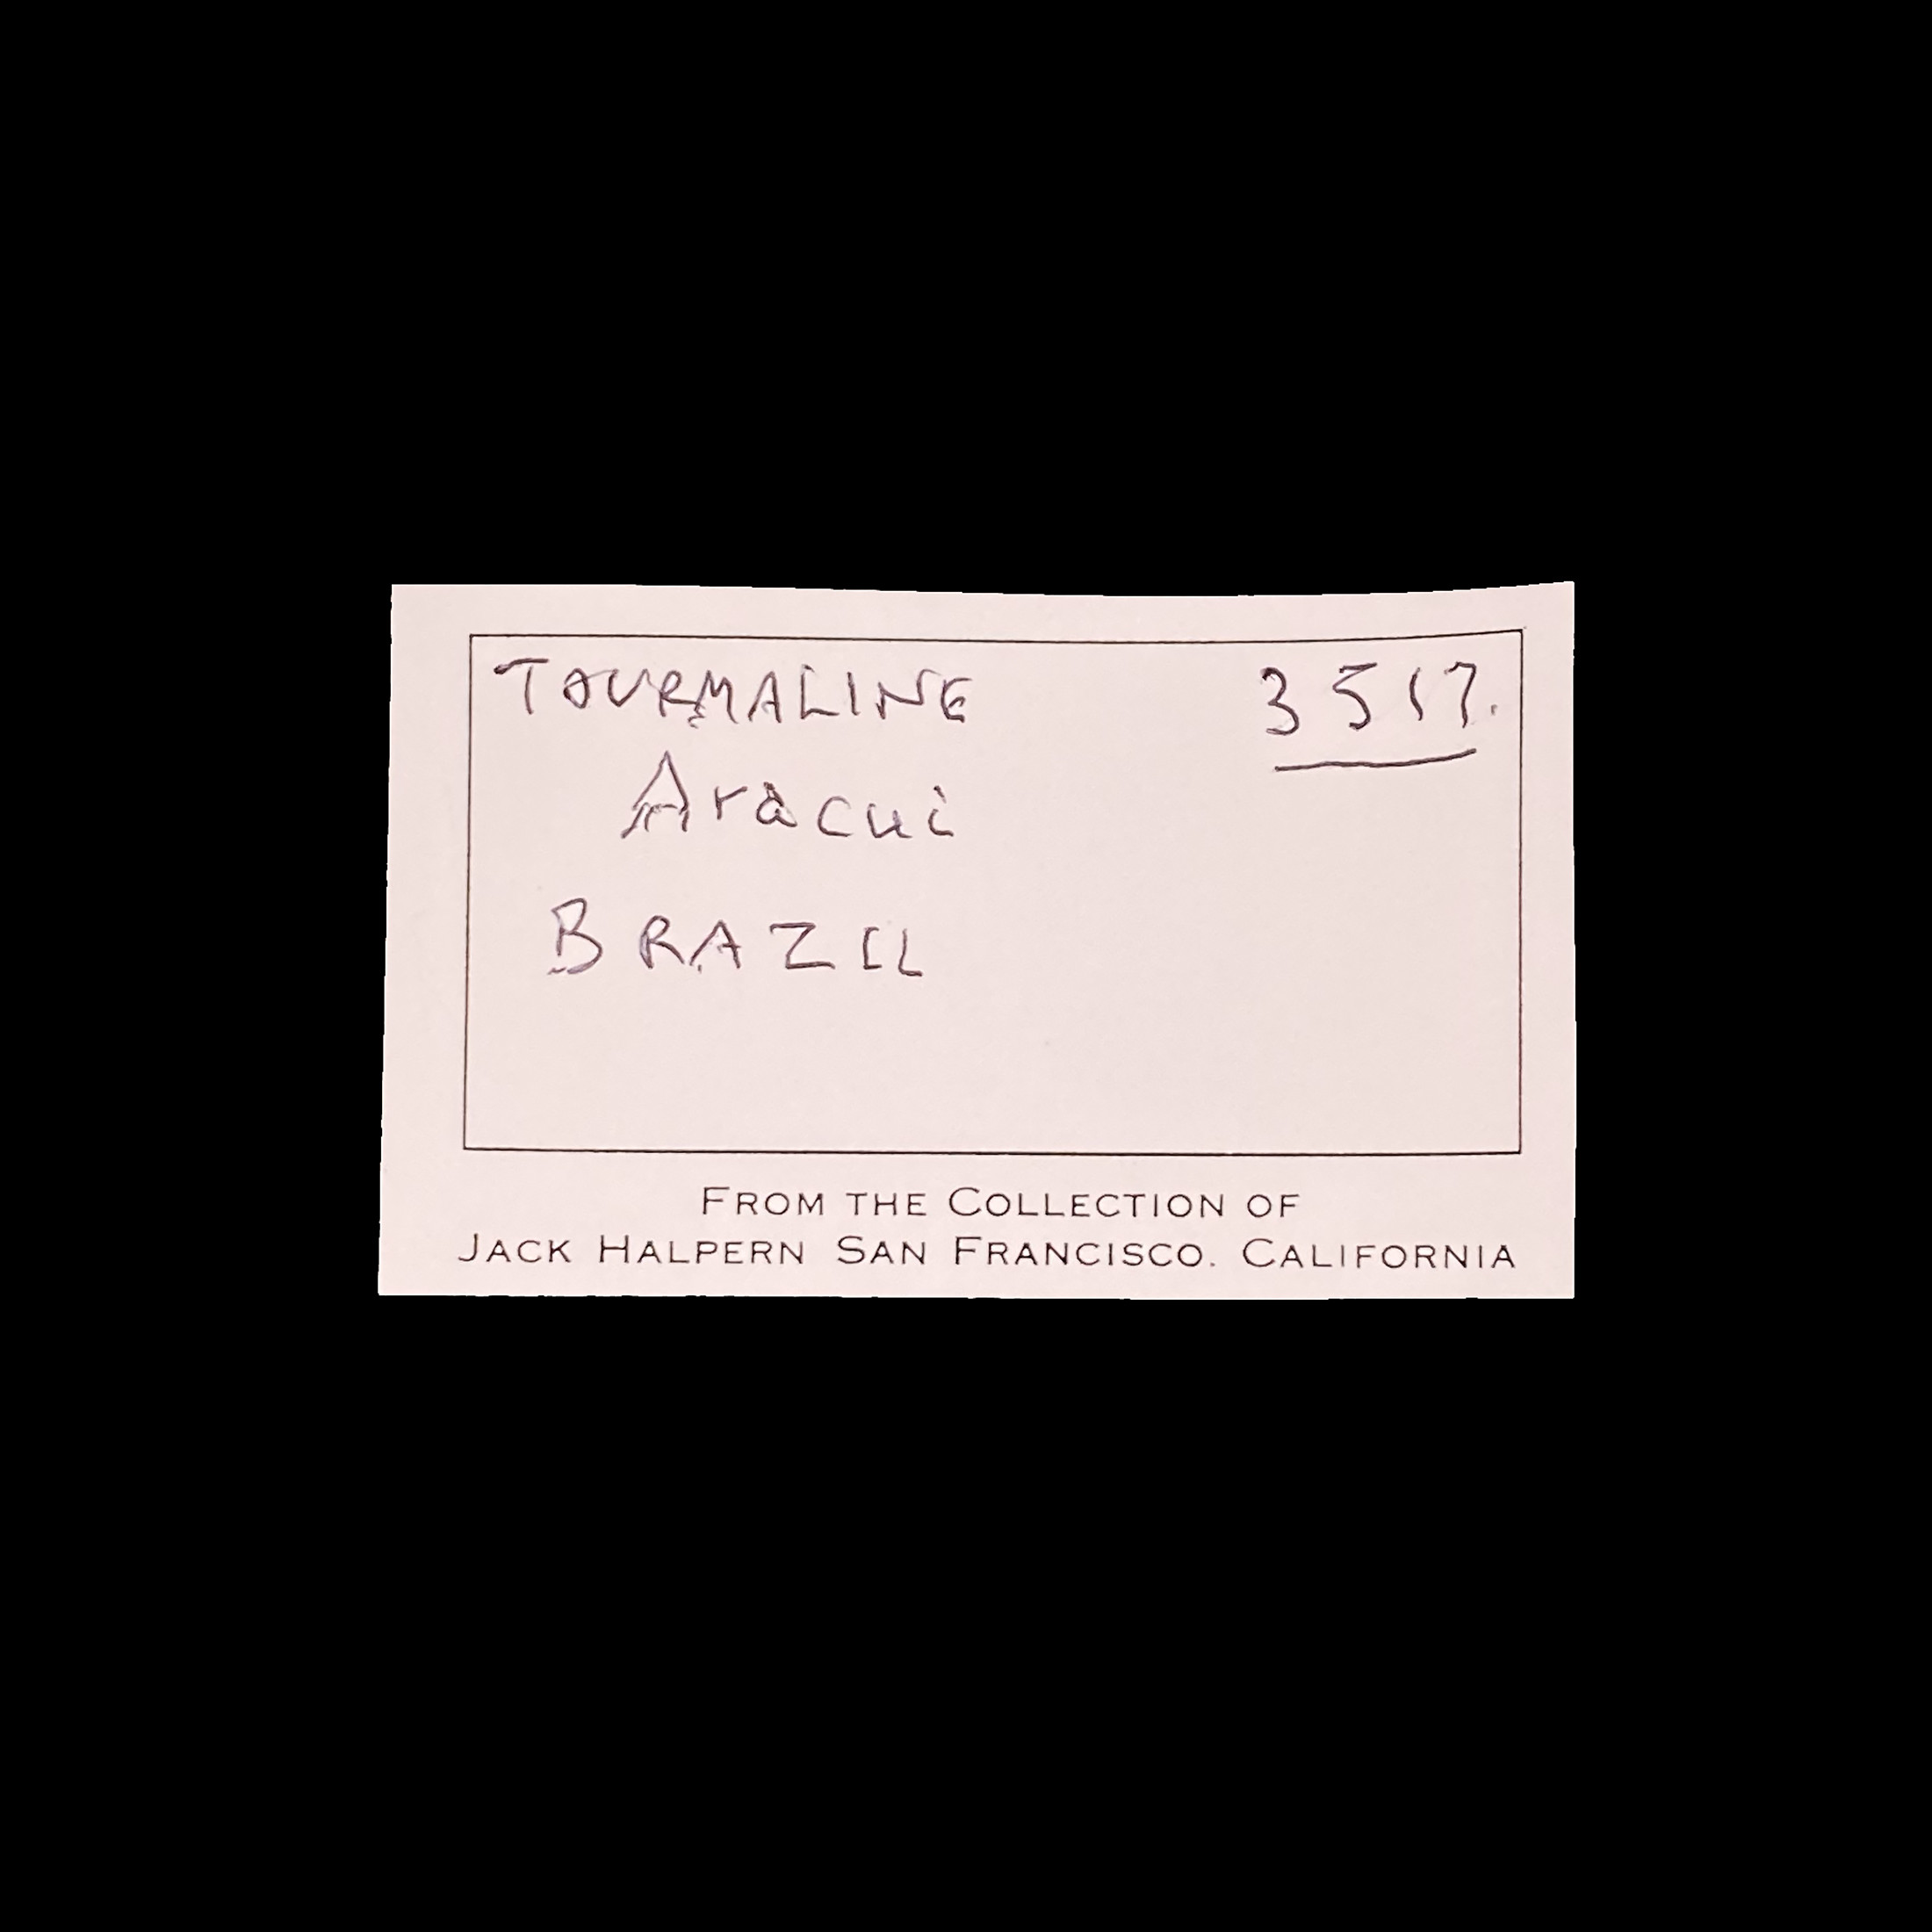 TOURMALINE 3517.
Aracui
BRAZIL
FROM THE COLLECTION OF
JACK HALPERN SAN FRANCISCO. CALIFORNIA